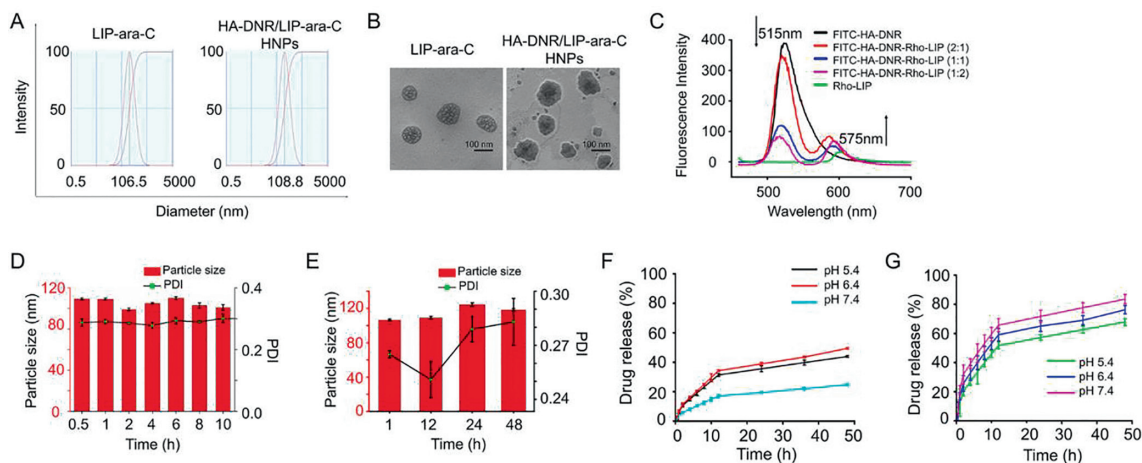 A
LIP-ara-C
HA-DNR/LIP-ara-C
HNPs
Intensity
100
50
0
0.5 106.5 5000
100
50
0
0.5 108.8 5000
Diameter (nm)
B
LIP-ara-C
HA-DNR/LIP-ara-C
HNPs
100 nm
100 nm
C
515nm
FITC-HA-DNR
FITC-HA-DNR-Rho-LIP (2:1)
FITC-HA-DNR-Rho-LIP (1:1)
FITC-HA-DNR-Rho-LIP (1:2)
Rho-LIP
575nm
Fluorescence Intensity
400
300
200
100
0
500 600 700
Wavelength (nm)
D
Particle size
PDI
Particle size (nm)
120
80
40
0
0.4
0.2
0.0
PDI
0.5 1 2 4 6 8 10
Time (h)
E
Particle size
PDI
Particle size (nm)
120
100
80
60
40
20
0
0.30
0.27
0.24
PDI
1 12 24 48
Time (h)
F
Drug release (%)
100
80
60
40
20
0
pH 5.4
pH 6.4
pH 7.4
0 10 20 30 40 50
Time (h)
G
Drug release (%)
100
80
60
40
20
0
pH 5.4
pH 6.4
pH 7.4
0 10 20 30 40 50
Time (h)